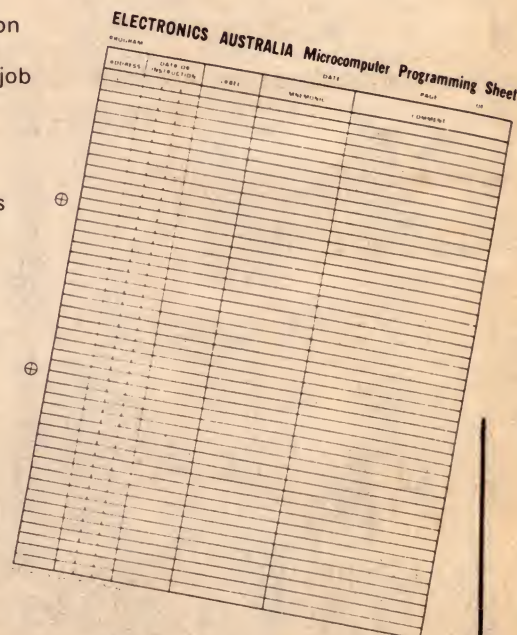 on
job
s
ELECTRONICS AUSTRALIA Microcomputer Programming Sheet
PROGRAM DATE PAGE OF
ADDRESS DATA OR INSTRUCTION LABEL MNEMONIC COMMENT